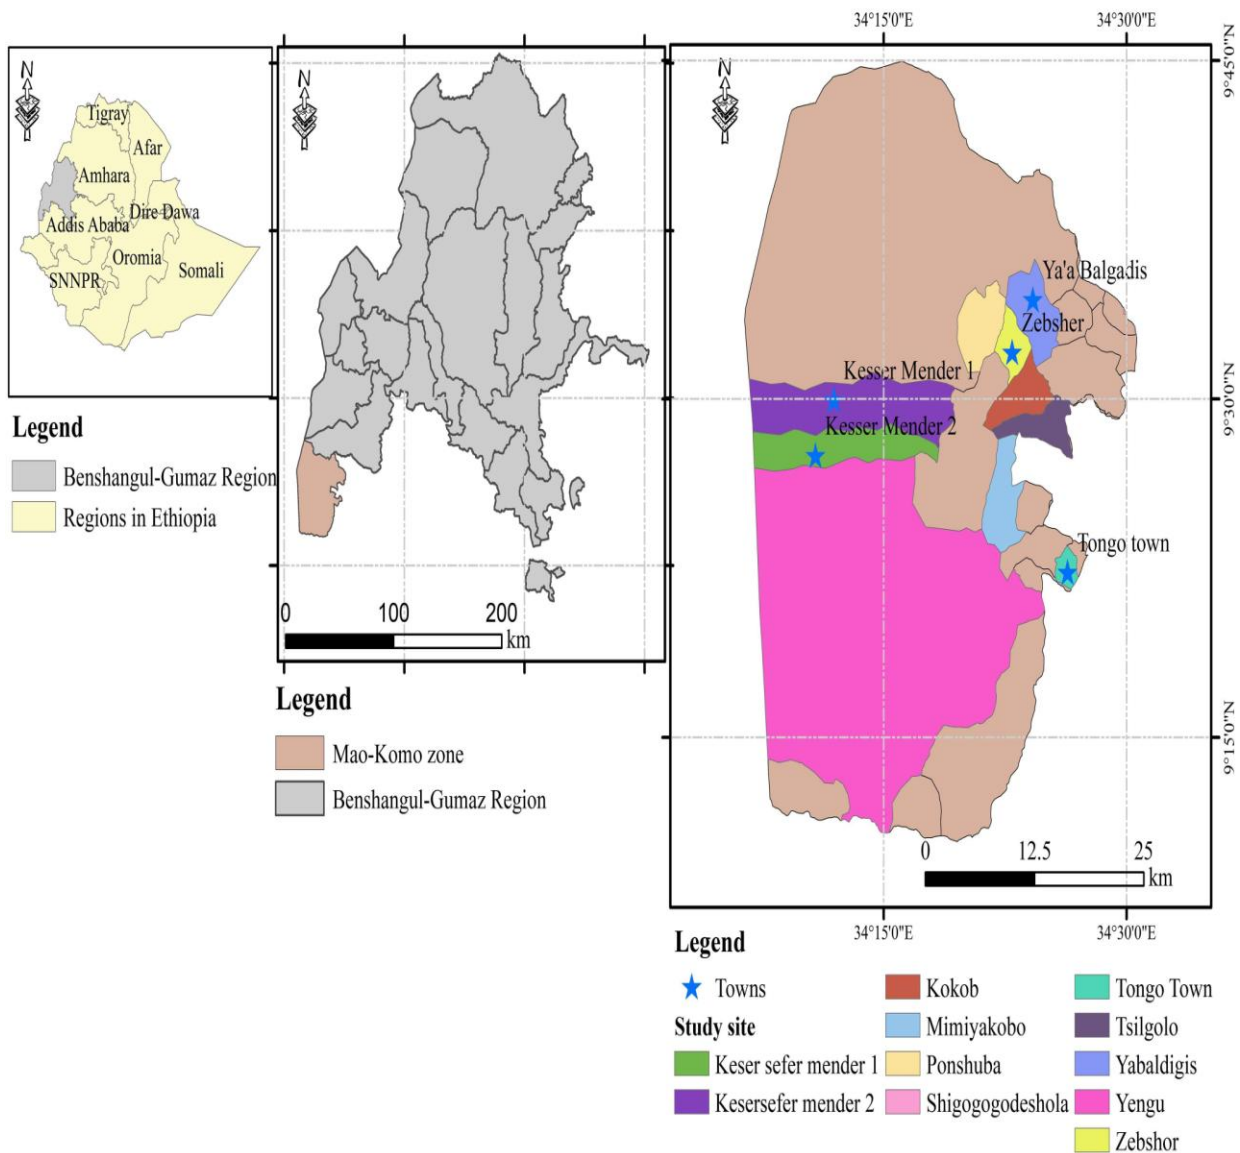 N
Tigray
Afar
Amhara
Dire Dawa
Addis Ababa
Oromia
Somali
SNNPR
Legend
Benshangul-Gumaz Region
Regions in Ethiopia
N
0 100 200
km
Legend
Mao-Komo zone
Benshangul-Gumaz Region
34°15'0"E 34°30'0"E
N
9°45'0"N
Ya'a Balgadis
Zebsher
Kesser Mender 1
9°30'0"N
Kesser Mender 2
Tongo town
9°15'0"N
0 12.5 25
km
34°15'0"E 34°30'0"E
Legend
Towns
Study site
Keser sefer mender 1
Kesersefer mender 2
Kokob
Mimiyakobo
Ponshuba
Shigogogodeshola
Tongo Town
Tsilgolo
Yabaldigis
Yengu
Zebshor